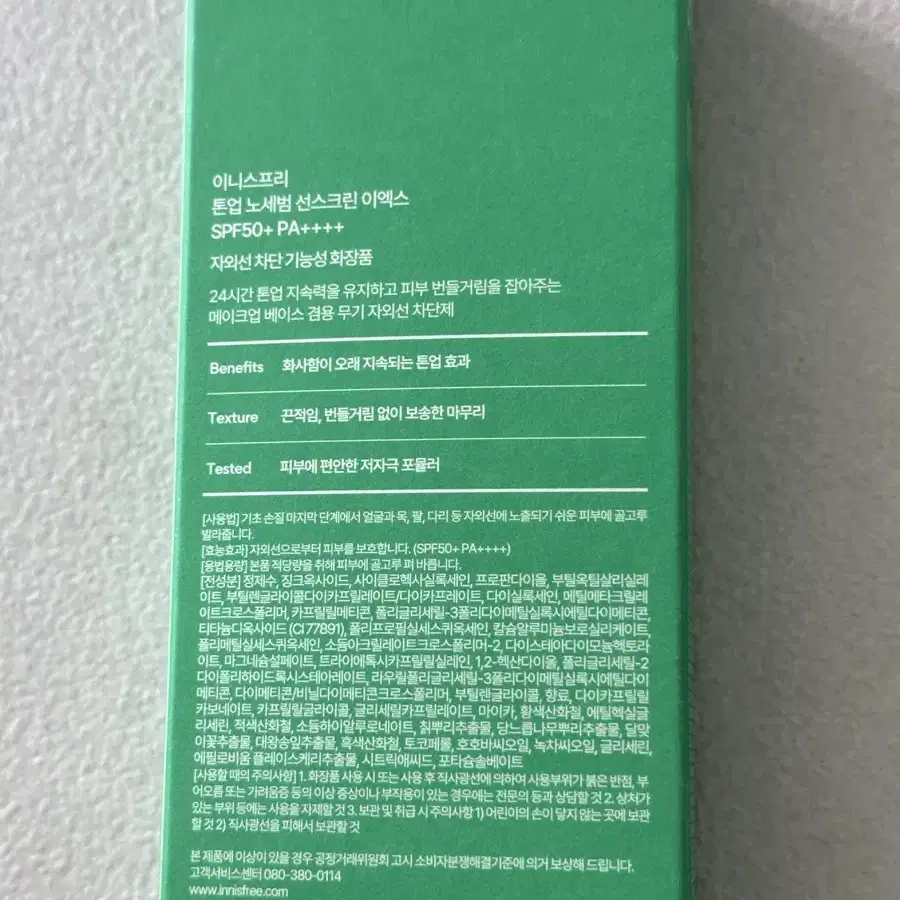 이니스프리
톤업 노세범 선스크린 이엑스
SPF50+ PA++++
자외선 차단 기능성 화장품
24시간 톤업 지속력을 유지하고 피부 번들거림을 잡아주는
메이크업 베이스 겸용 무기 자외선 차단제
Benefits 화사함이 오래 지속되는 톤업 효과
Texture 끈적임, 번들거림 없이 보송한 마무리
Tested 피부에 편안한 저자극 포뮬러
[사용법] 기초 손질 마지막 단계에서 얼굴과 목, 팔, 다리 등 자외선에 노출되기 쉬운 피부에 골고루
발라줍니다.
[효능효과] 자외선으로부터 피부를 보호합니다. (SPF50+ PA++++)
[용법용량] 본품 적당량을 취해 피부에 골고루 펴 바릅니다.
[전성분] 정제수, 징크옥사이드, 사이클로헥사실록세인, 프로판다이올, 부틸옥틸살리실레
이트, 부틸렌글라이콜다이카프릴레이트/다이카프레이트, 다이실록세인, 메틸메타크릴레
이트크로스폴리머, 카프릴릴메티콘, 폴리글리세릴-3폴리다이메틸실록시에틸다이메티콘,
티타늄디옥사이드 (CI 77891), 폴리프로필실세스퀴옥세인, 칼슘알루미늄보로실리케이트,
폴리메틸실세스퀴옥세인, 소듐아크릴레이트크로스폴리머-2, 다이스테아다이모늄헥토라
이트, 마그네슘설페이트, 트라이에톡시카프릴릴실레인, 1,2-헥산다이올, 폴리글리세릴-2
다이폴리하이드록시스테아레이트, 라우릴폴리글리세릴-3폴리다이메틸실록시에틸다이
메티콘, 다이메티콘/비닐다이메티콘크로스폴리머, 부틸렌글라이콜, 향료, 다이카프릴릴
카보네이트, 카프릴릴글라이콜, 글리세릴카프릴레이트, 마이카, 황색산화철, 에틸헥실글
리세린, 적색산화철, 소듐하이알루로네이트, 칡뿌리추출물, 당느릅나무뿌리추출물, 달맞
이꽃추출물, 대왕송잎추출물, 흑색산화철, 토코페롤, 호호바씨오일, 녹차씨오일, 글리세린,
에필로비움 플레이스케리추출물, 시트릭애씨드, 포타슘솔베이트
[사용할 때의 주의사항] 1. 화장품 사용 시 또는 사용 후 직사광선에 의하여 사용부위가 붉은 반점, 부
어오름 또는 가려움증 등의 이상 증상이나 부작용이 있는 경우에는 전문의 등과 상담할 것 2. 상처가
있는 부위 등에는 사용을 자제할 것 3. 보관 및 취급 시 주의사항 1) 어린이의 손이 닿지 않는 곳에 보관
할 것 2) 직사광선을 피해서 보관할 것
본 제품에 이상이 있을 경우 공정거래위원회 고시 소비자분쟁해결기준에 의거 보상해 드립니다.
고객서비스센터 080-380-0114
www.innisfree.com